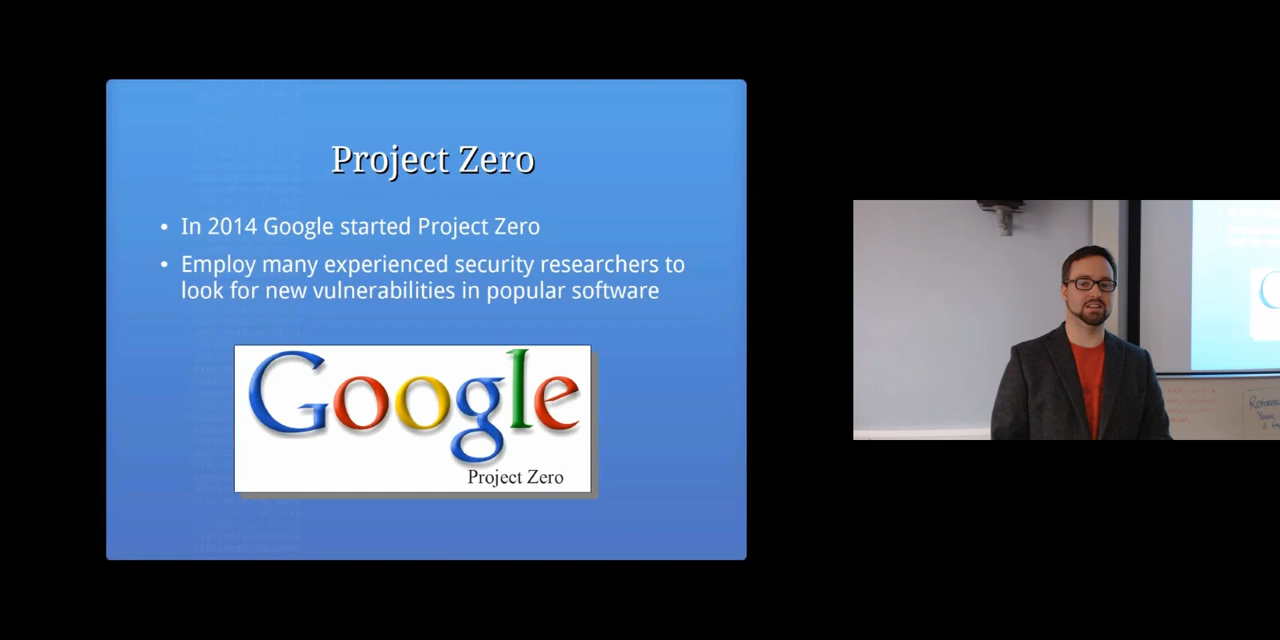 Project Zero
• In 2014 Google started Project Zero
• Employ many experienced security researchers to
look for new vulnerabilities in popular software
Google
Project Zero